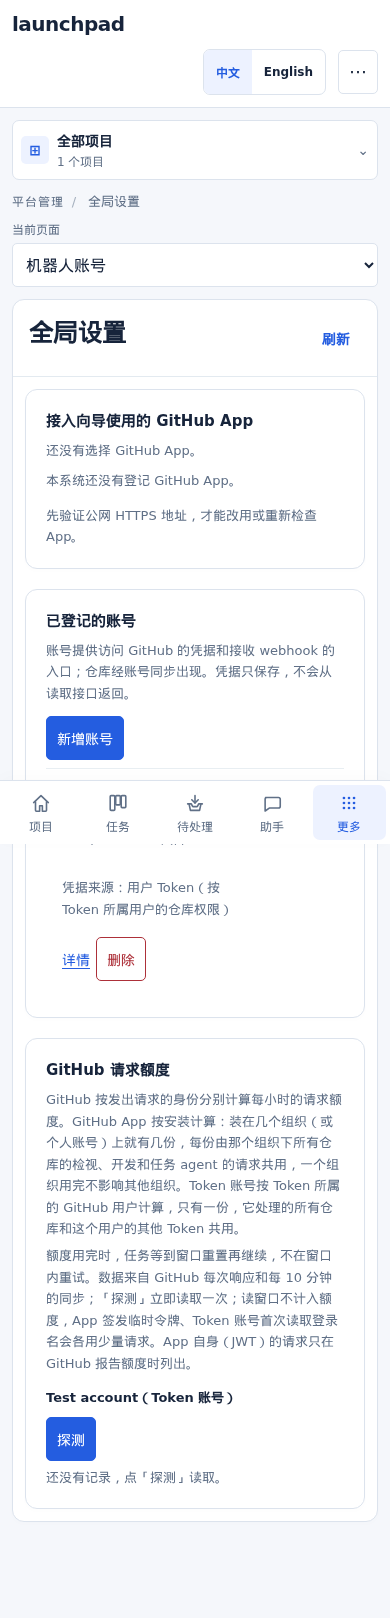 launchpad
中文 English ···
全部项目
1 个项目
平台管理 / 全局设置
当前页面
机器人账号
全局设置
刷新
接入向导使用的 GitHub App
还没有选择 GitHub App。
本系统还没有登记 GitHub App。
先验证公网 HTTPS 地址，才能改用或重新检查
App。
已登记的账号
账号提供访问 GitHub 的凭据和接收 webhook 的
入口；仓库经账号同步出现。凭据只保存，不会从
读取接口返回。
新增账号
项目 任务 待处理 助手 更多
凭据来源：用户 Token（按
Token 所属用户的仓库权限）
详情 删除
GitHub 请求额度
GitHub 按发出请求的身份分别计算每小时的请求额
度。GitHub App 按安装计算：装在几个组织（或
个人账号）上就有几份，每份由那个组织下所有仓
库的检视、开发和任务 agent 的请求共用，一个组
织用完不影响其他组织。Token 账号按 Token 所属
的 GitHub 用户计算，只有一份，它处理的所有仓
库和这个用户的其他 Token 共用。
额度用完时，任务等到窗口重置再继续，不在窗口
内重试。数据来自 GitHub 每次响应和每 10 分钟
的同步；「探测」立即读取一次；读窗口不计入额
度，App 签发临时令牌、Token 账号首次读取登录
名会各用少量请求。App 自身（JWT）的请求只在
GitHub 报告额度时列出。
Test account（Token 账号）
探测
还没有记录，点「探测」读取。